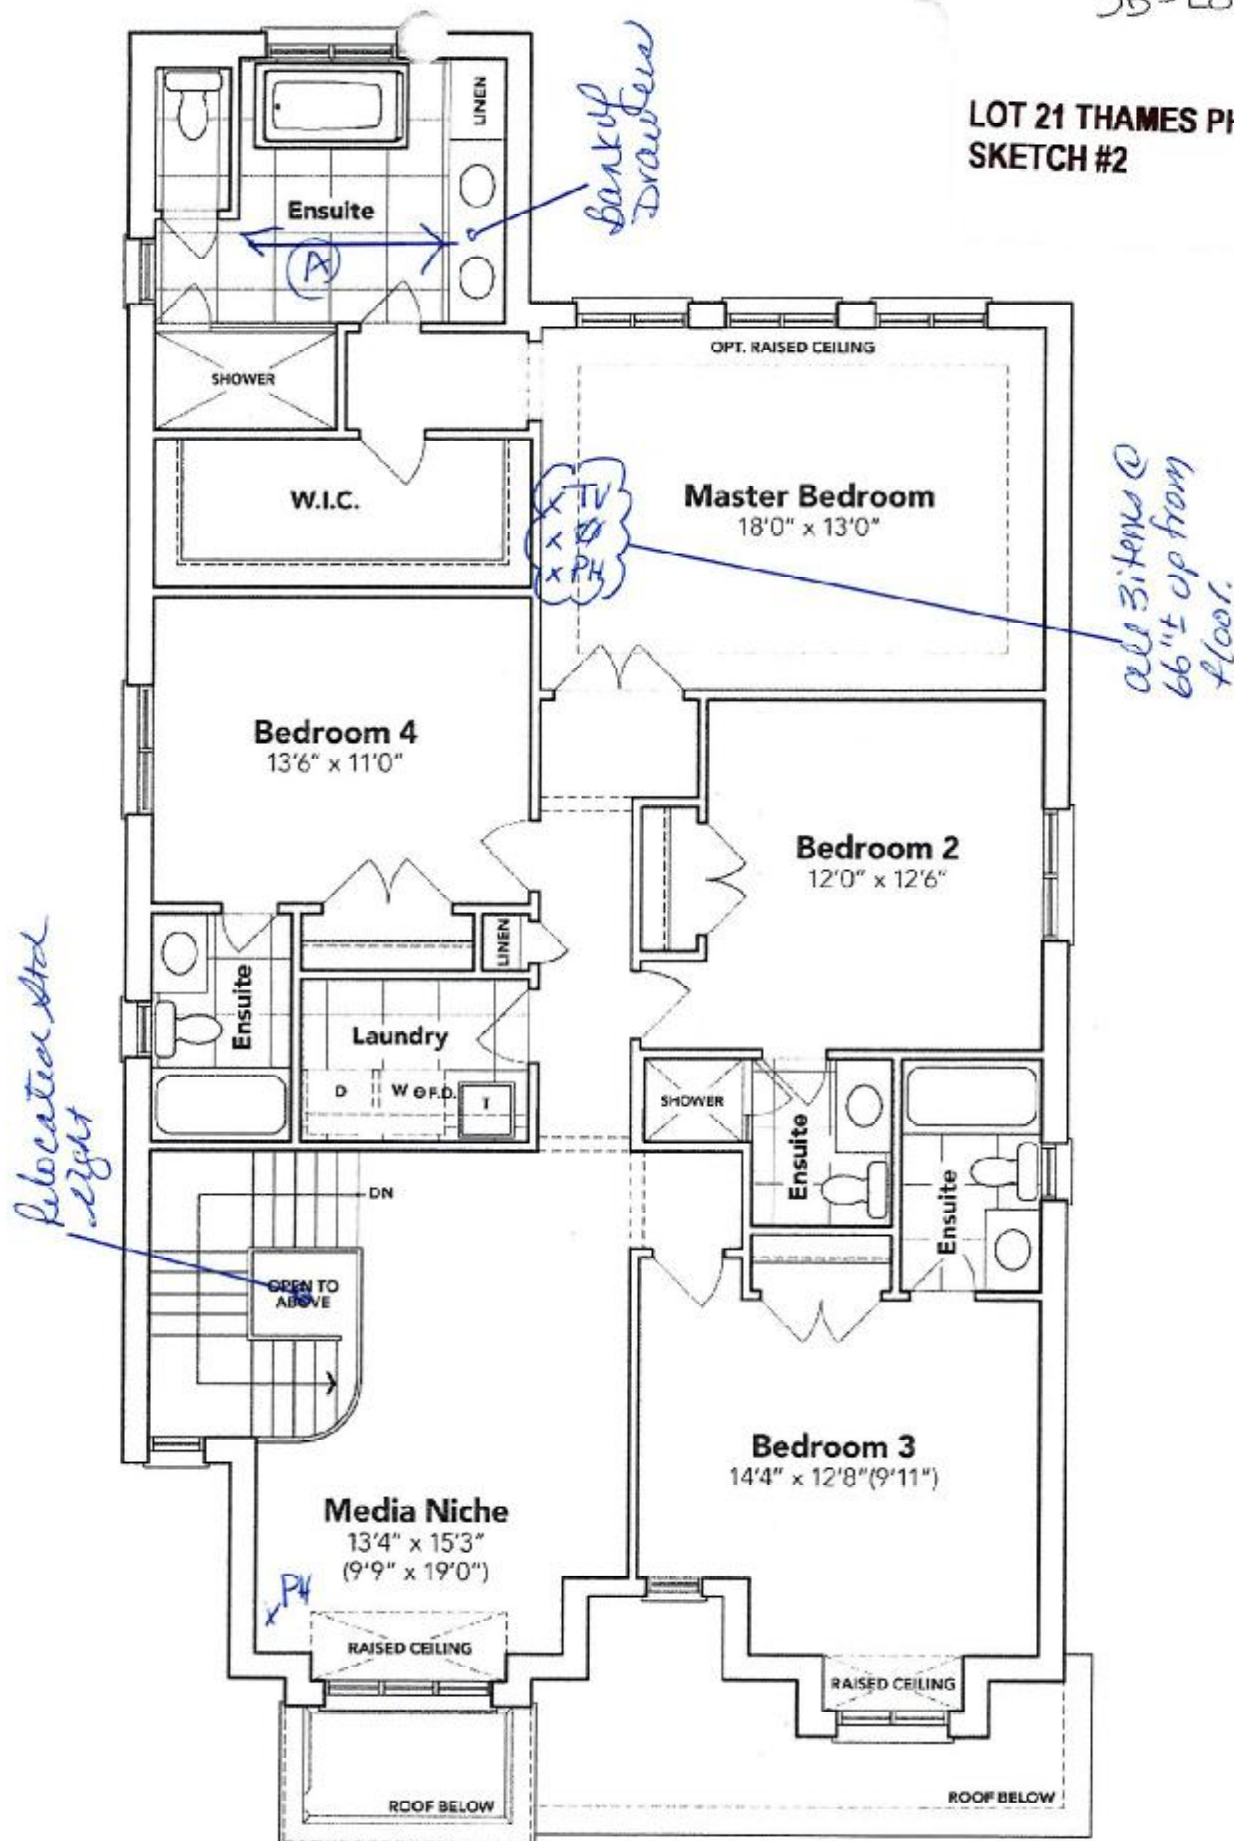 LOT 21 THAMES PH
SKETCH #2
LINEN
Bank of
Drawers
Ensuite
A
OPT. RAISED CEILING
SHOWER
W.I.C.
x TV
x
x PH
Master Bedroom
18'0" x 13'0"
all 3 items @
66"± up from
floor.
Bedroom 4
13'6" x 11'0"
Bedroom 2
12'0" x 12'6"
LINEN
Ensuite
Laundry
D
W
F.D.
T
Relocated Std
light
SHOWER
Ensuite
Ensuite
DN
OPEN TO
ABOVE
Bedroom 3
14'4" x 12'8"(9'11")
Media Niche
13'4" x 15'3"
(9'9" x 19'0")
x PH
RAISED CEILING
RAISED CEILING
ROOF BELOW
ROOF BELOW